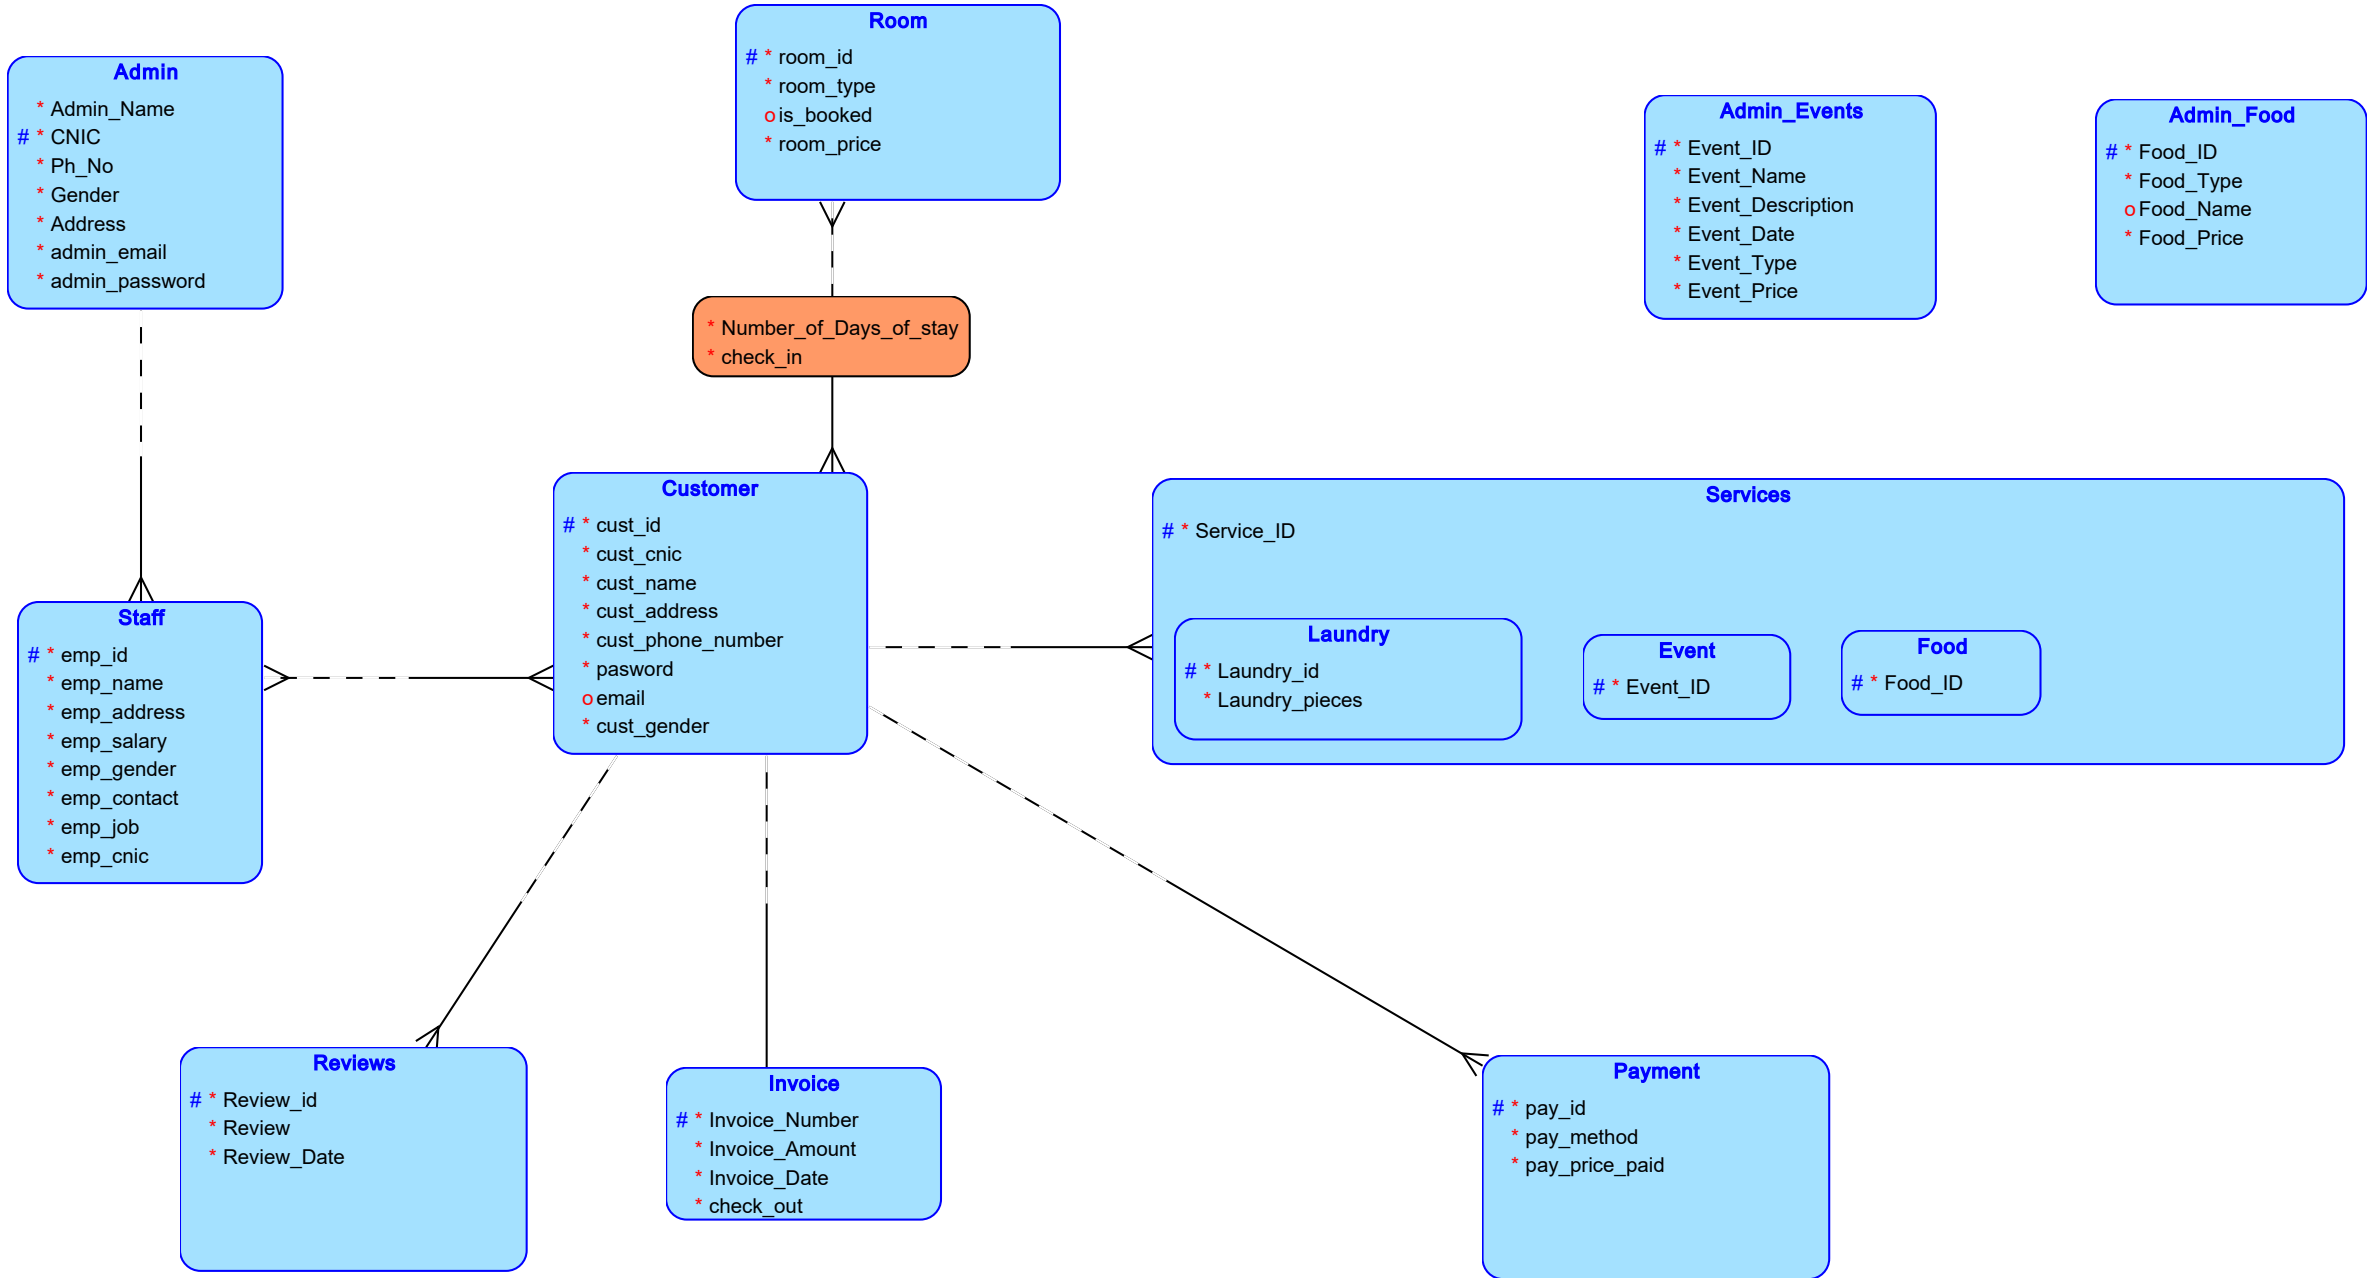 Room
# * room_id
* room_type
o is_booked
* room_price
Admin
* Admin_Name
# * CNIC
* Ph_No
* Gender
* Address
* admin_email
* admin_password
Admin_Events
# * Event_ID
* Event_Name
* Event_Description
* Event_Date
* Event_Type
* Event_Price
Admin_Food
# * Food_ID
* Food_Type
o Food_Name
* Food_Price
* Number_of_Days_of_stay
* check_in
Customer
# * cust_id
* cust_cnic
* cust_name
* cust_address
* cust_phone_number
* pasword
o email
* cust_gender
Services
# * Service_ID
Laundry
# * Laundry_id
* Laundry_pieces
Event
# * Event_ID
Food
# * Food_ID
Staff
# * emp_id
* emp_name
* emp_address
* emp_salary
* emp_gender
* emp_contact
* emp_job
* emp_cnic
Reviews
# * Review_id
* Review
* Review_Date
Invoice
# * Invoice_Number
* Invoice_Amount
* Invoice_Date
* check_out
Payment
# * pay_id
* pay_method
* pay_price_paid